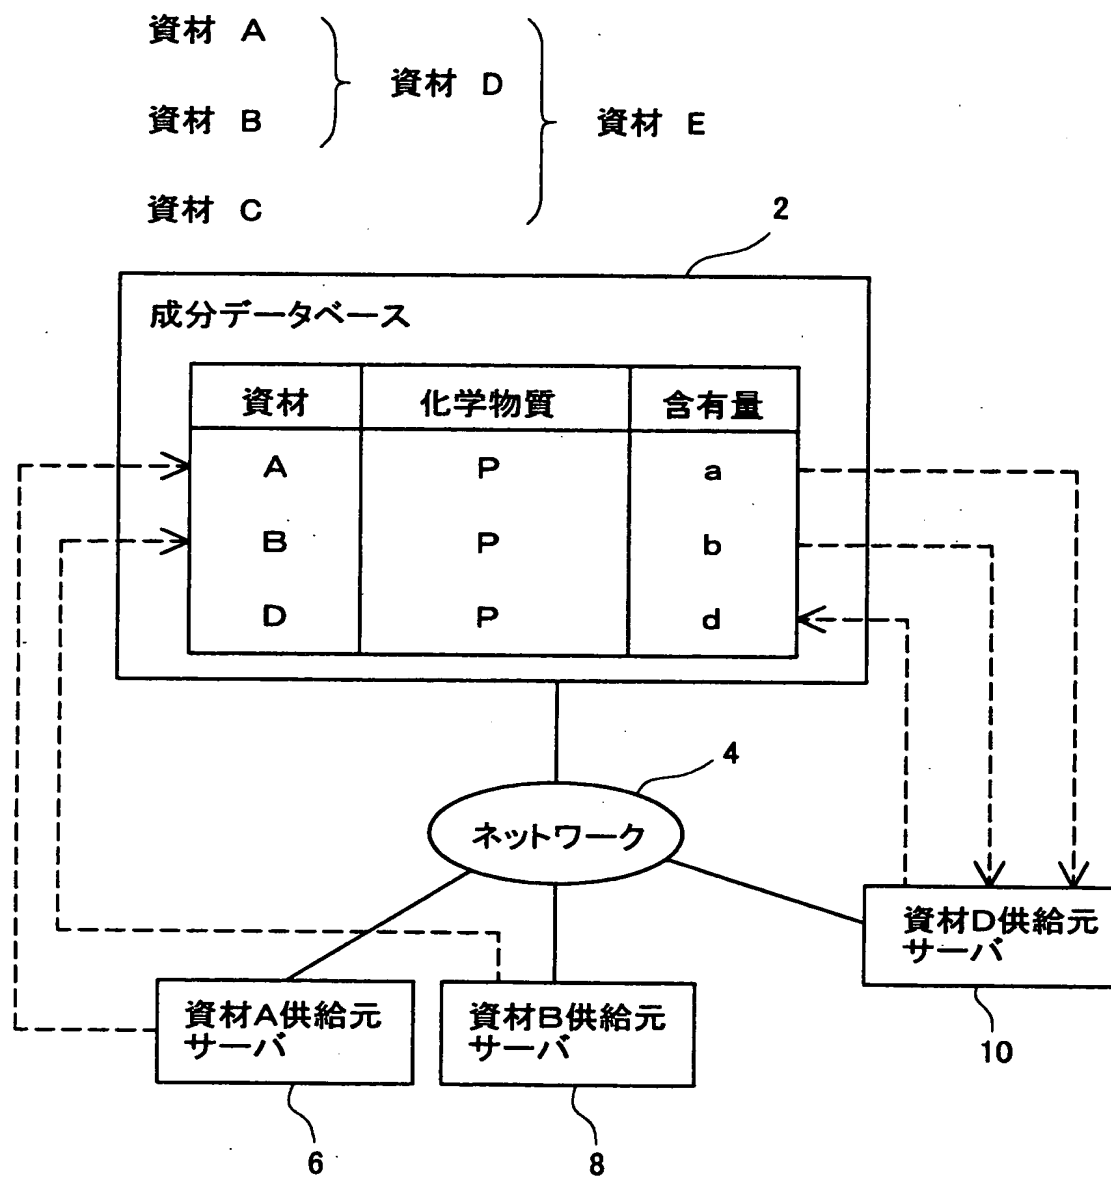 資材 A
資材 D
資材 B
資材 E
資材 C
2
成分データベース
資材 化学物質 含有量
A P a
B P b
D P d
4
ネットワーク
資材D供給元
サーバ
資材A供給元
サーバ
資材B供給元
サーバ
10
6
8